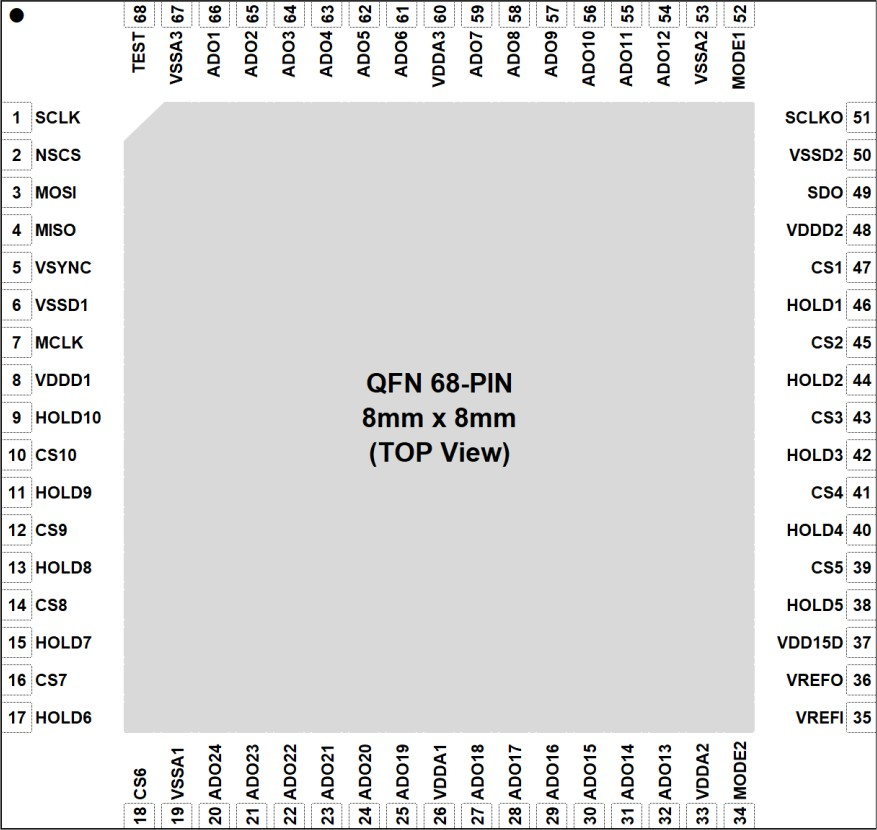 68 67 66 65 64 63 62 61 60 59 58 57 56 55 54 53 52
TEST VSSA3 ADO1 ADO2 ADO3 ADO4 ADO5 ADO6 VDDA3 ADO7 ADO8 ADO9 ADO10 ADO11 ADO12 VSSA2 MODE1
1 SCLK
2 NSCS
3 MOSI
4 MISO
5 VSYNC
6 VSSD1
7 MCLK
8 VDDD1
9 HOLD10
10 CS10
11 HOLD9
12 CS9
13 HOLD8
14 CS8
15 HOLD7
16 CS7
17 HOLD6
QFN 68-PIN
8mm x 8mm
(TOP View)
SCLKO 51
VSSD2 50
SDO 49
VDDD2 48
CS1 47
HOLD1 46
CS2 45
HOLD2 44
CS3 43
HOLD3 42
CS4 41
HOLD4 40
CS5 39
HOLD5 38
VDD15D 37
VREFO 36
VREFI 35
CS6 VSSA1 ADO24 ADO23 ADO22 ADO21 ADO20 ADO19 VDDA1 ADO18 ADO17 ADO16 ADO15 ADO14 ADO13 VDDA2 MODE2
18 19 20 21 22 23 24 25 26 27 28 29 30 31 32 33 34